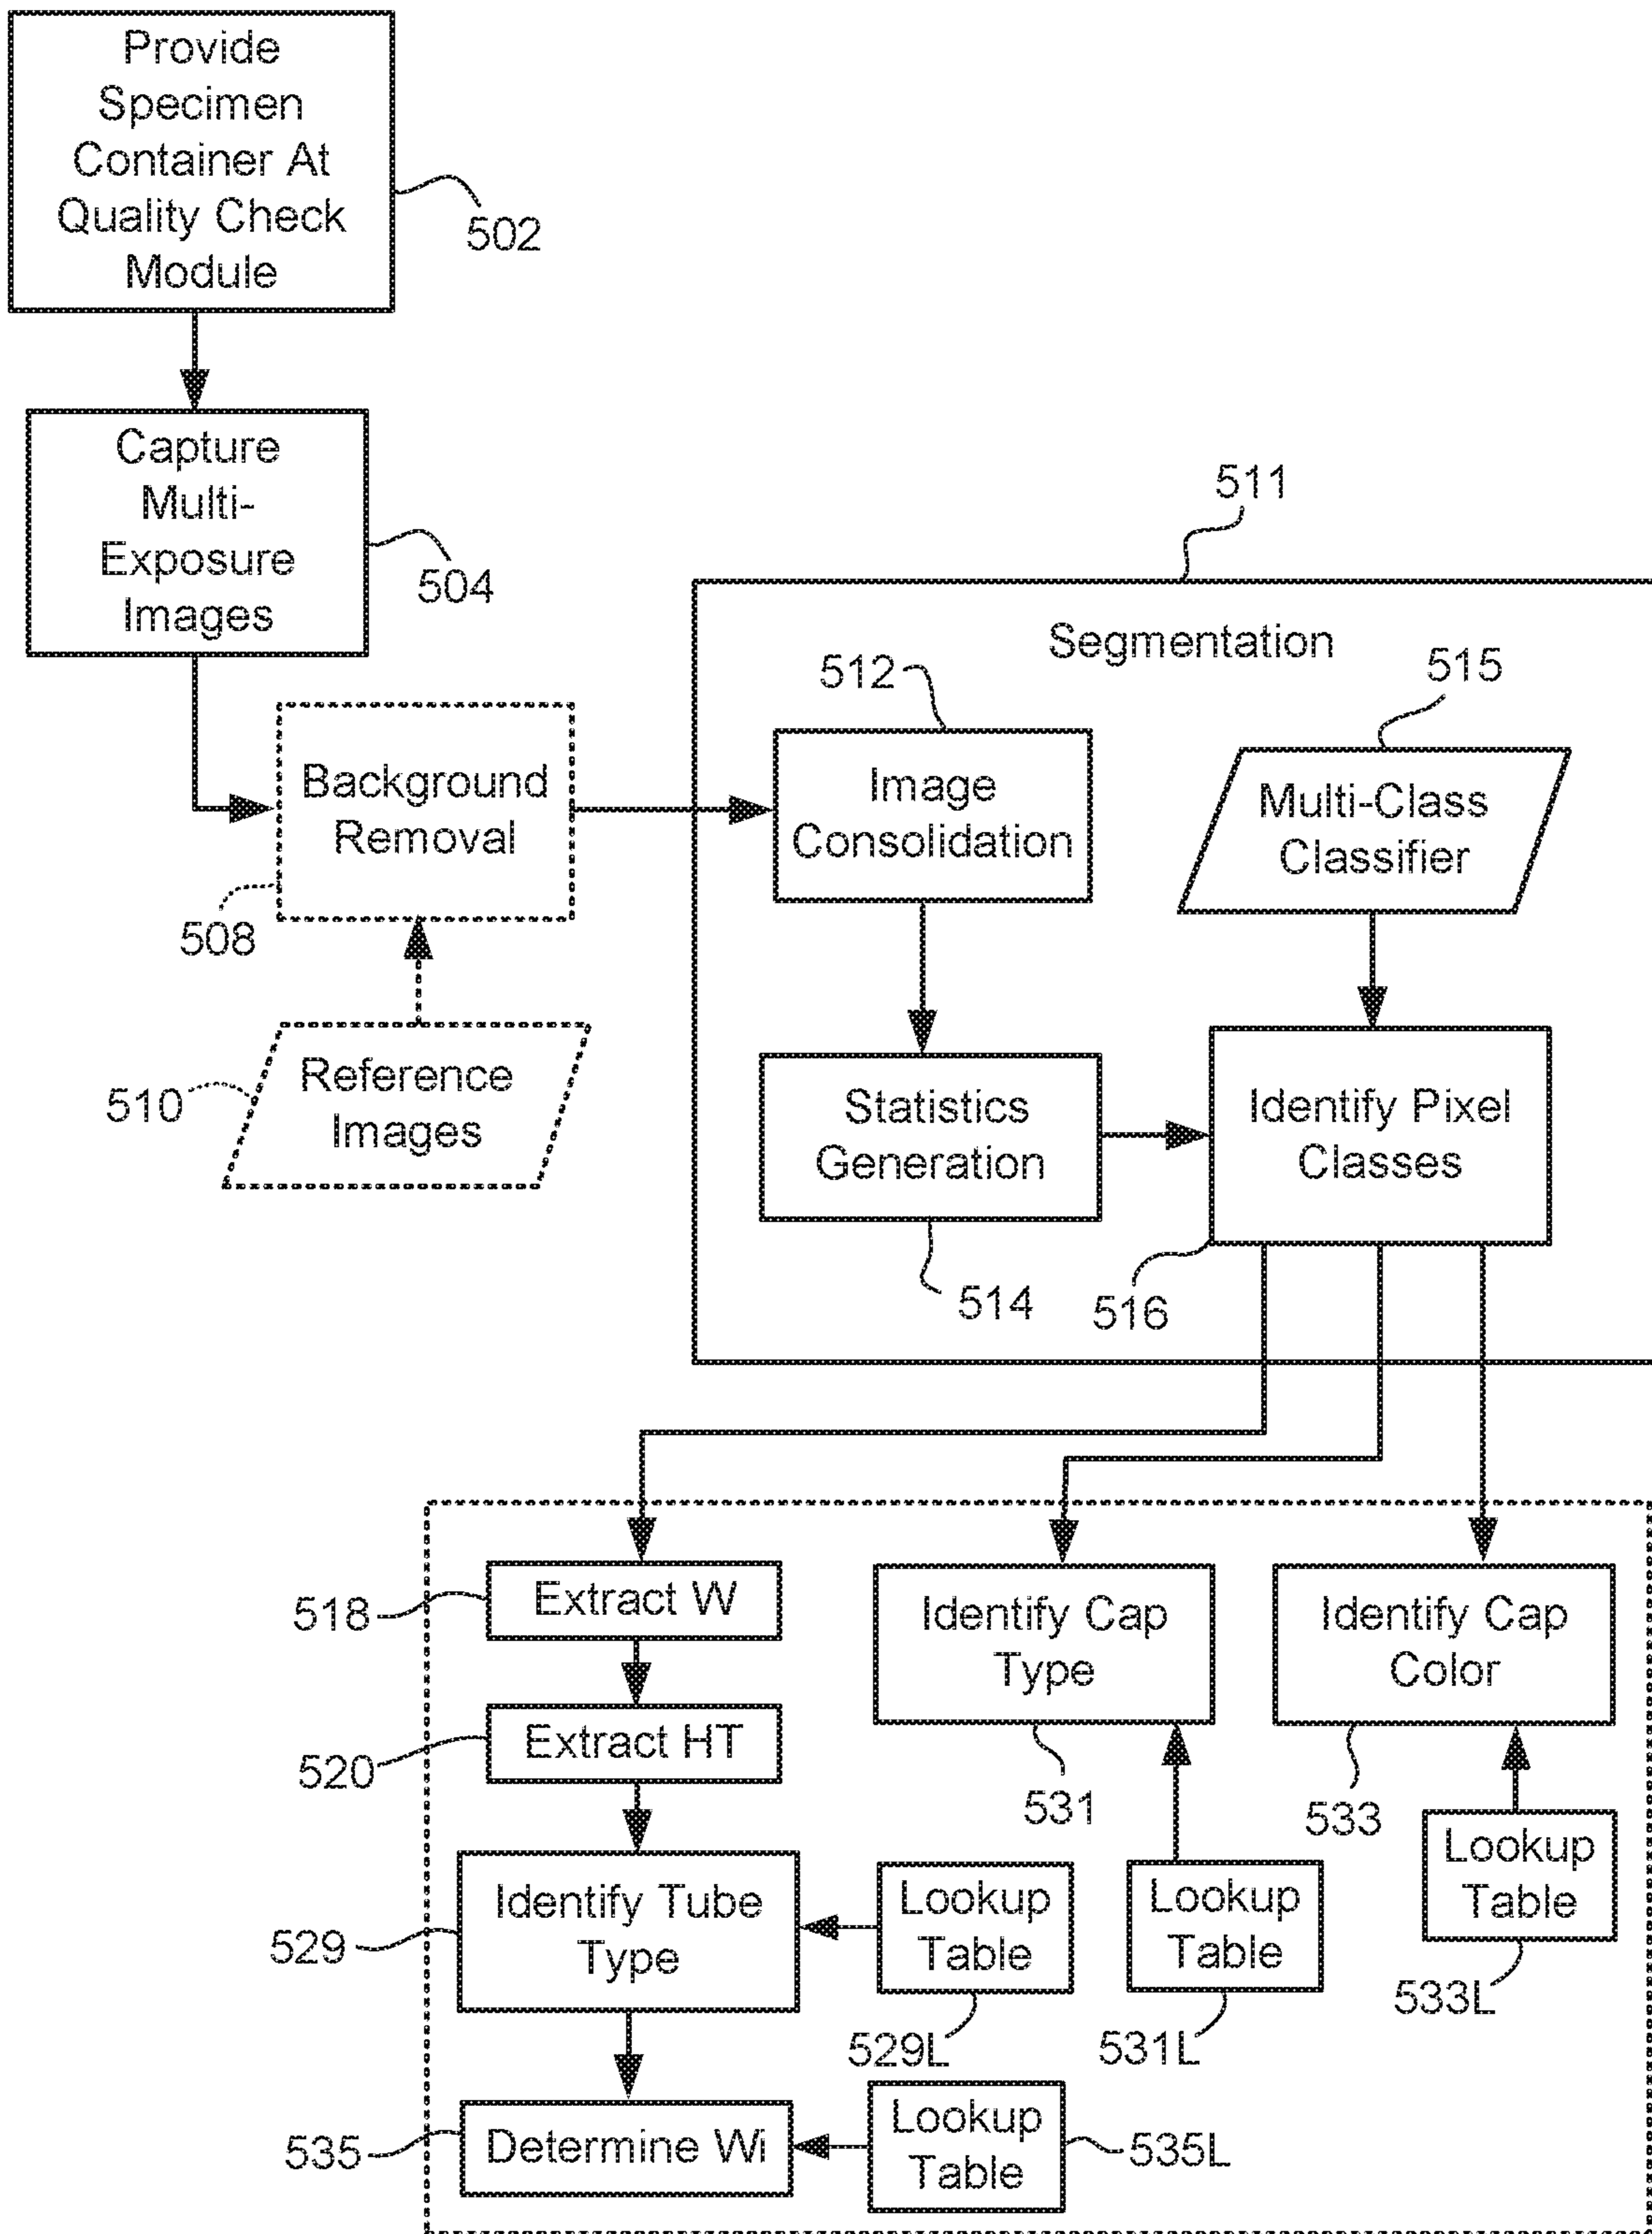 Provide
Specimen
Container At
Quality Check
Module
502
Capture
Multi-
Exposure
Images
504
511
Segmentation
512
515
Image
Consolidation
Multi-Class
Classifier
Background
Removal
508
510
Reference
Images
Statistics
Generation
514
Identify Pixel
Classes
516
518
Extract W
Identify Cap
Type
531
Identify Cap
Color
533
520
Extract HT
529
Identify Tube
Type
Lookup
Table
529L
Lookup
Table
531L
Lookup
Table
533L
535
Determine Wi
Lookup
Table
535L